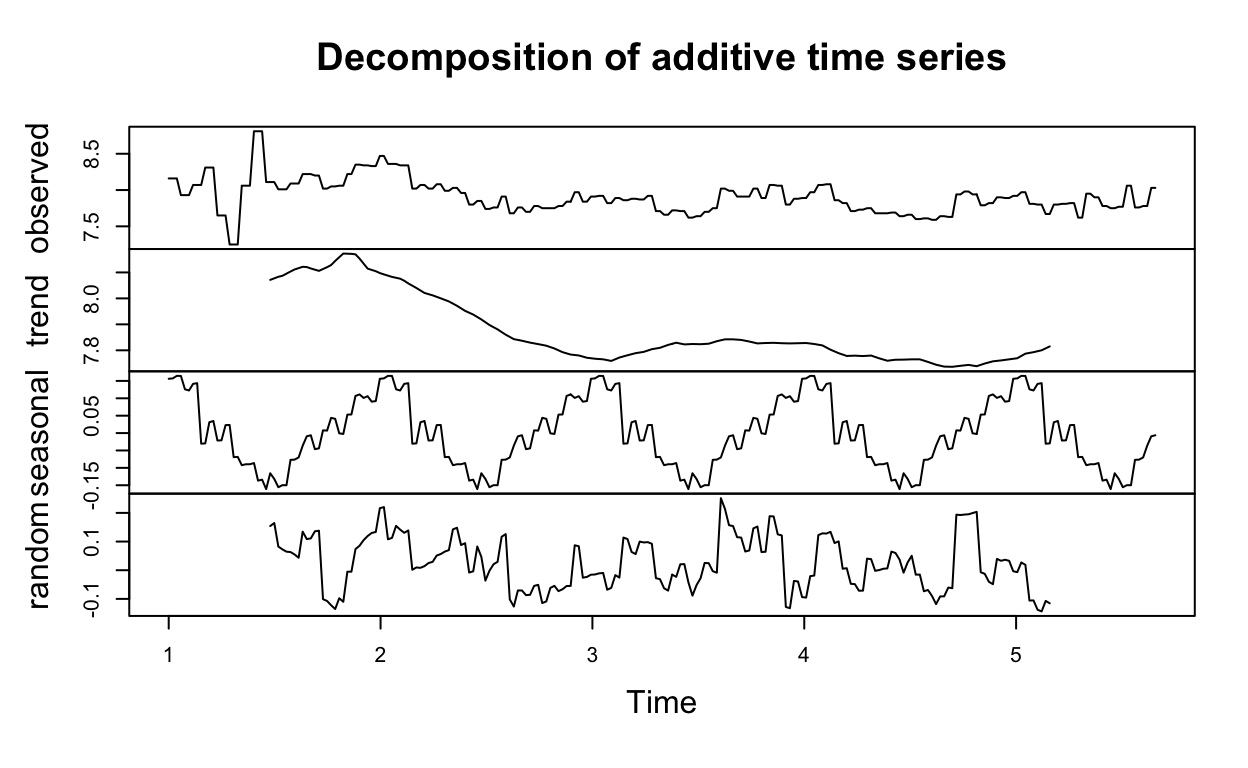 Decomposition of additive time series
observed
7.5 8.5
trend
7.8 8.0
seasonal
-0.15 0.05
random
-0.1 0.1
1 2 3 4 5
Time